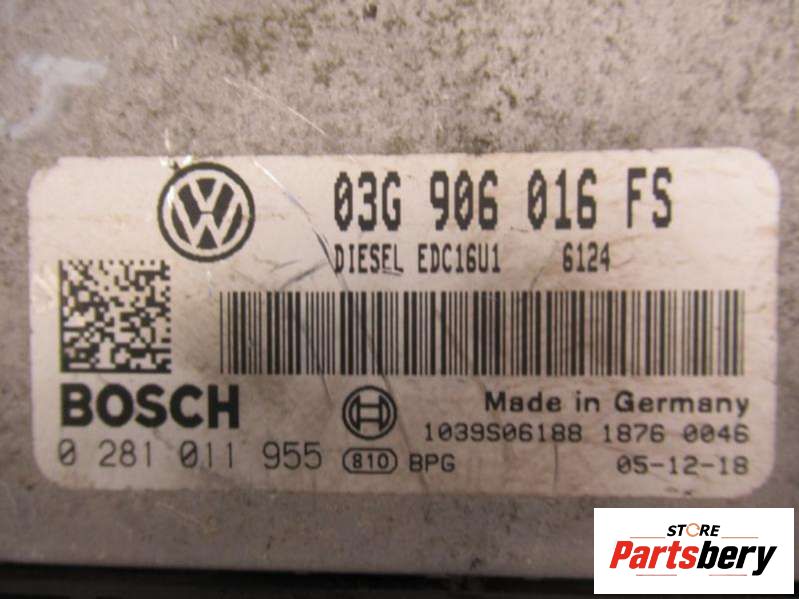 03G 906 016 FS
DIESEL EDC16U1 6124
BOSCH
Made in Germany
1039S06188 1876 0046
0 281 011 955 810 BPG 05-12-18
STORE
Partsbery